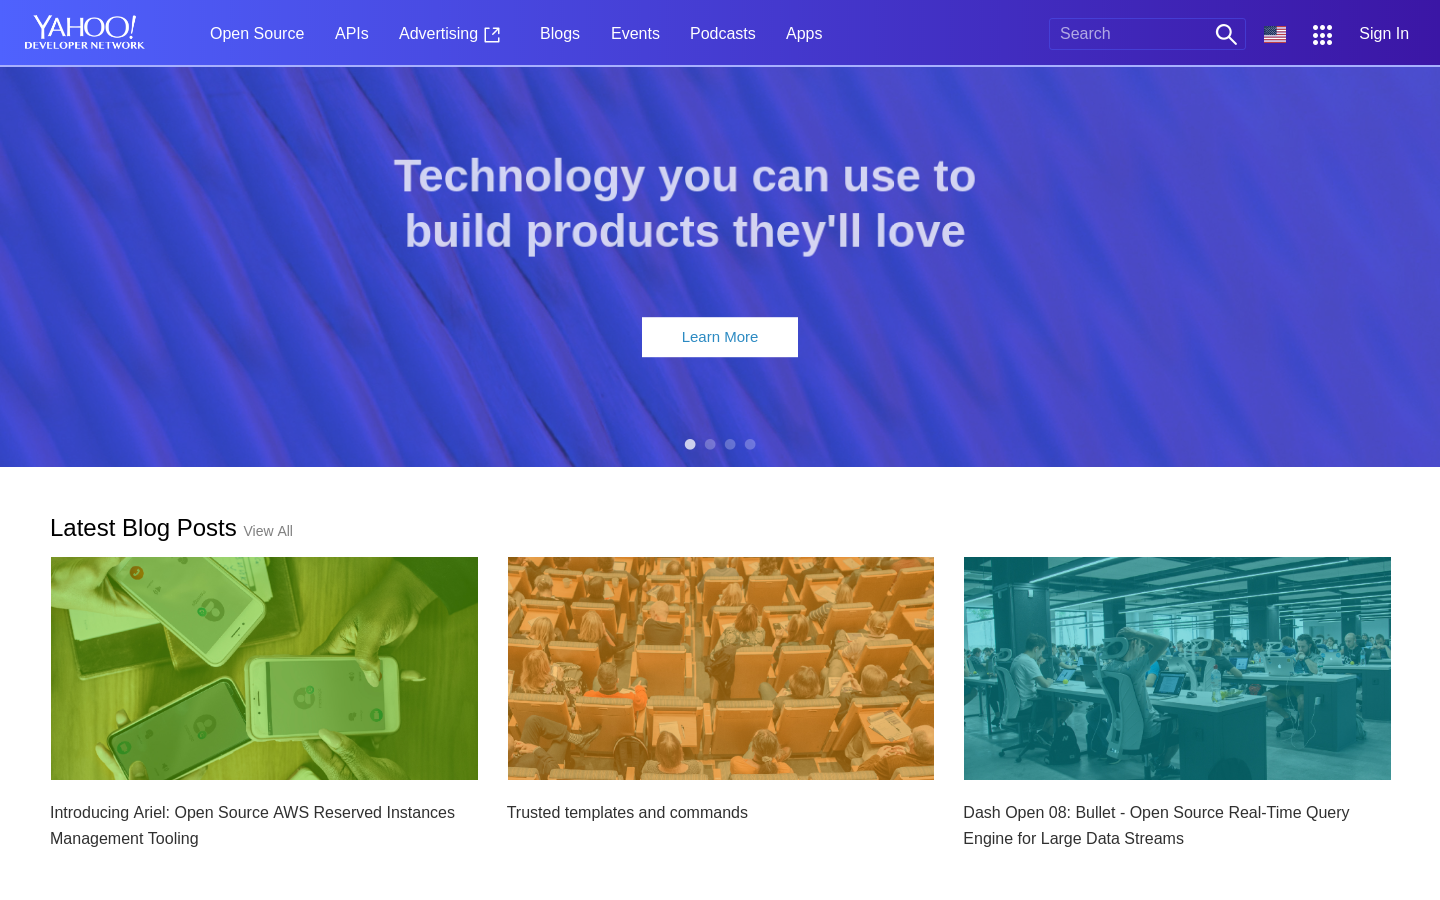 YAHOO!
DEVELOPER NETWORK
Open Source
APIs
Advertising
Blogs
Events
Podcasts
Apps
Search
Sign In
Technology you can use to
build products they'll love
Learn More
Latest Blog Posts View All
Introducing Ariel: Open Source AWS Reserved Instances
Management Tooling
Trusted templates and commands
Dash Open 08: Bullet - Open Source Real-Time Query
Engine for Large Data Streams